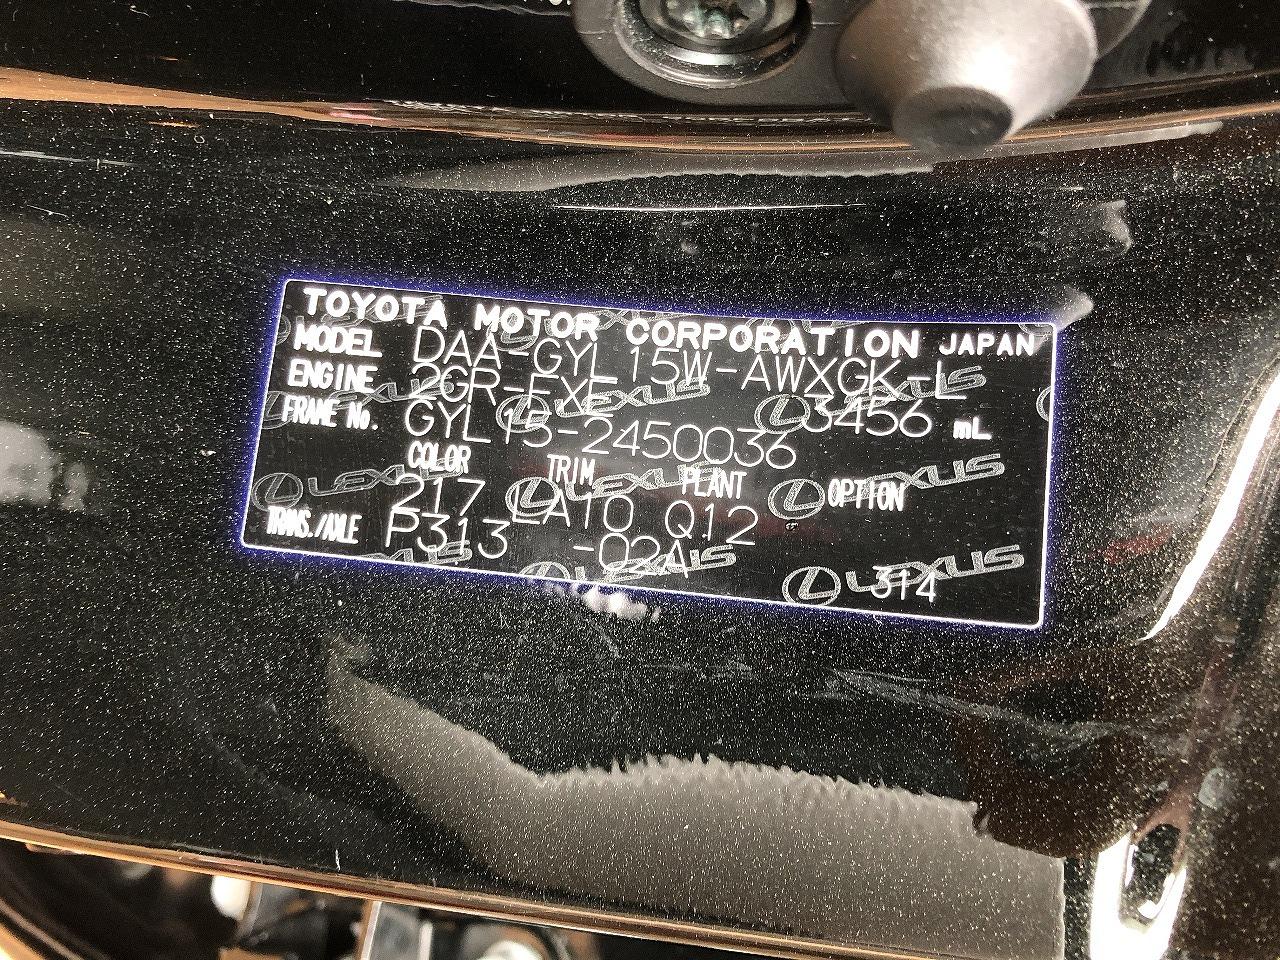 TOYOTA MOTOR CORPORATION JAPAN
MODEL DAA-GYL15W-AWXGK-L
ENGINE 2GR-FXE 3456 mL
FRAME No. GYL15-2450036
COLOR TRIM PLANT OPTION
217 LA10 Q12
TRANS./AXLE P313 -02A
314
LEXUS